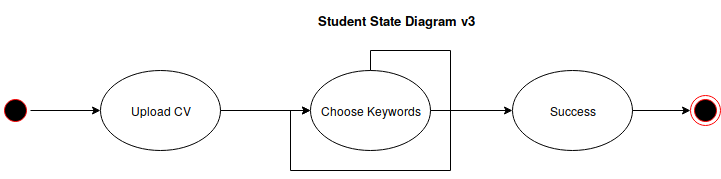 Student State Diagram v3
Upload CV
Choose Keywords
Success